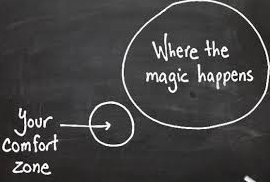 Where the
magic happens
Your
comfort
zone